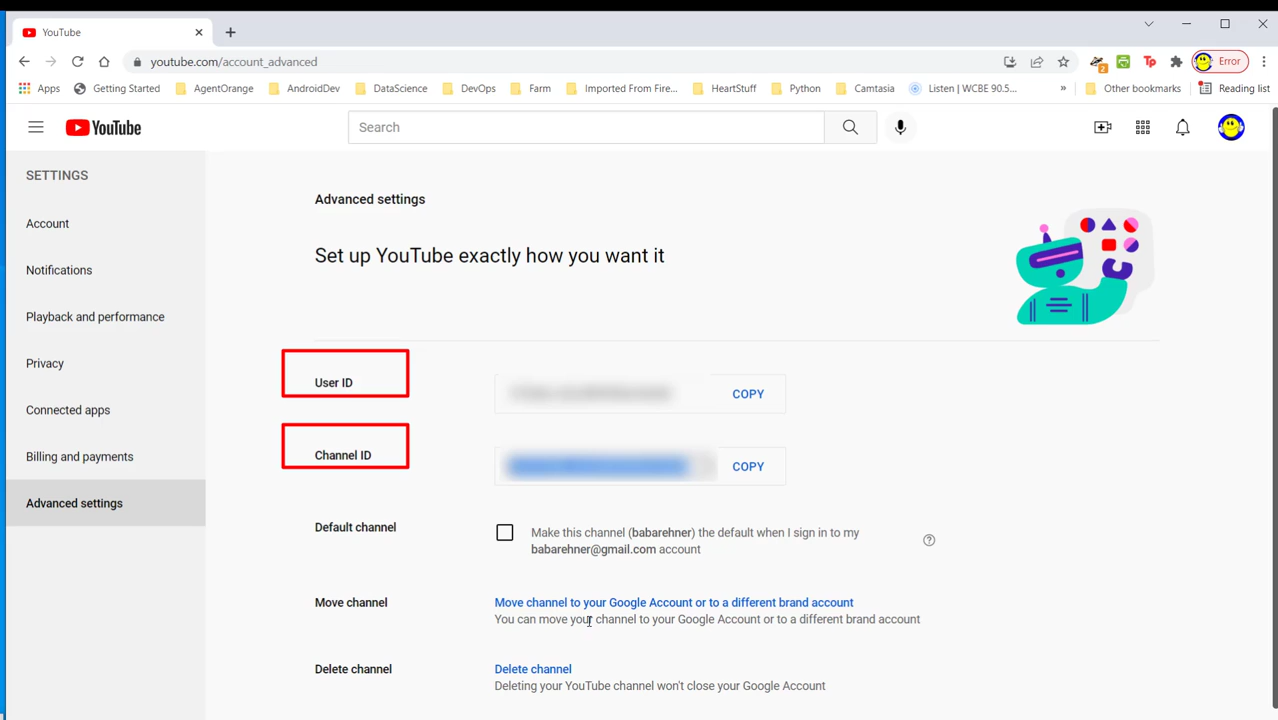 YouTube
youtube.com/account_advanced
2
Error
Apps
Getting Started
AgentOrange
AndroidDev
DataScience
DevOps
Farm
Imported From Fire...
HeartStuff
Python
Camtasia
Listen | WCBE 90.5...
»
Other bookmarks
Reading list
YouTube
Search
SETTINGS
Account
Notifications
Playback and performance
Privacy
Connected apps
Billing and payments
Advanced settings
Advanced settings
Set up YouTube exactly how you want it
User ID
COPY
Channel ID
COPY
Default channel
Make this channel (babarehner) the default when I sign in to my
babarehner@gmail.com account
Move channel
Move channel to your Google Account or to a different brand account
You can move your channel to your Google Account or to a different brand account
Delete channel
Delete channel
Deleting your YouTube channel won't close your Google Account